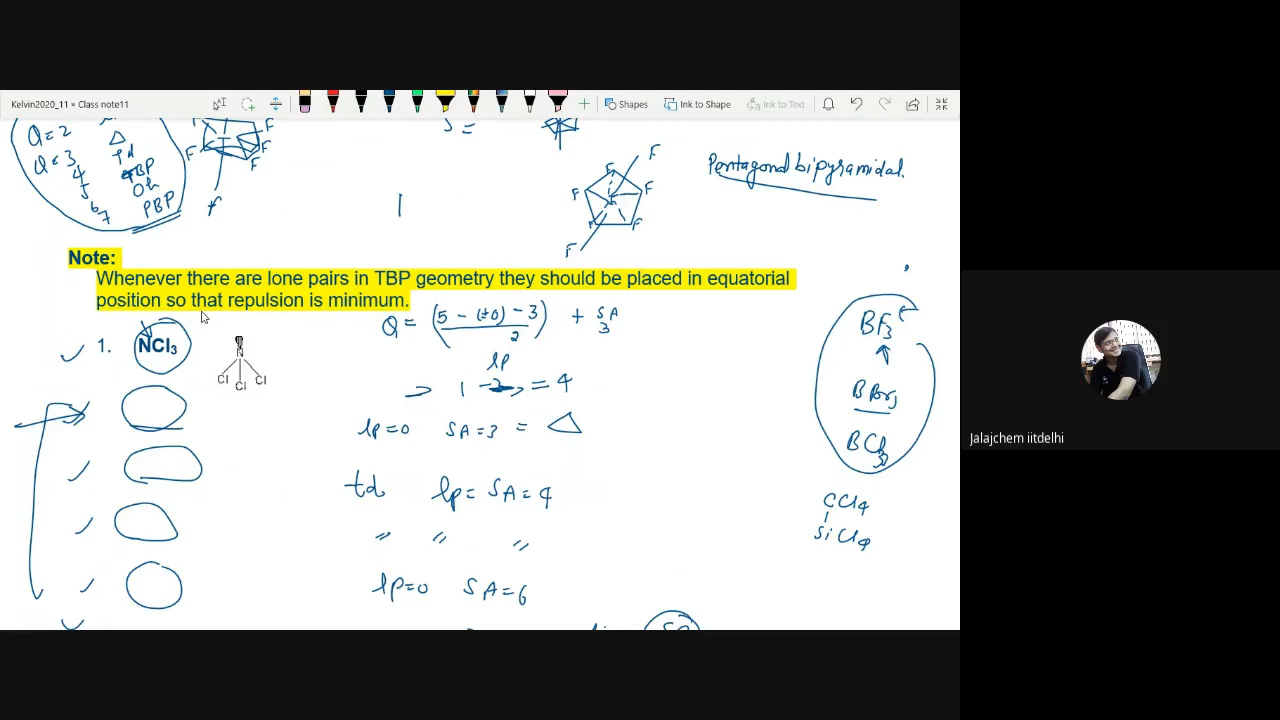 Kelvin2020_11 » Class note11
Shapes
Ink to Shape
Ink to Text
Q=2
Q=3 Td
4 TBP
5 Oh
6
7 PBP
F
F
F
F
F
S =
F
F
F
F
F
F
Pentagonal bipyramidal.
Note:
Whenever there are lone pairs in TBP geometry they should be placed in equatorial
position so that repulsion is minimum.
Q = (5 - (±0) - 3 / 2) + SA 3
1. NCl3
N
Cl Cl Cl
lp
1 = 4
lp=0 SA=3 =
td lp= SA=4
" " "
lp=0 SA=6
BF3
BBr3
BCl3
CCl4
SiCl4
Jalajchem iitdelhi